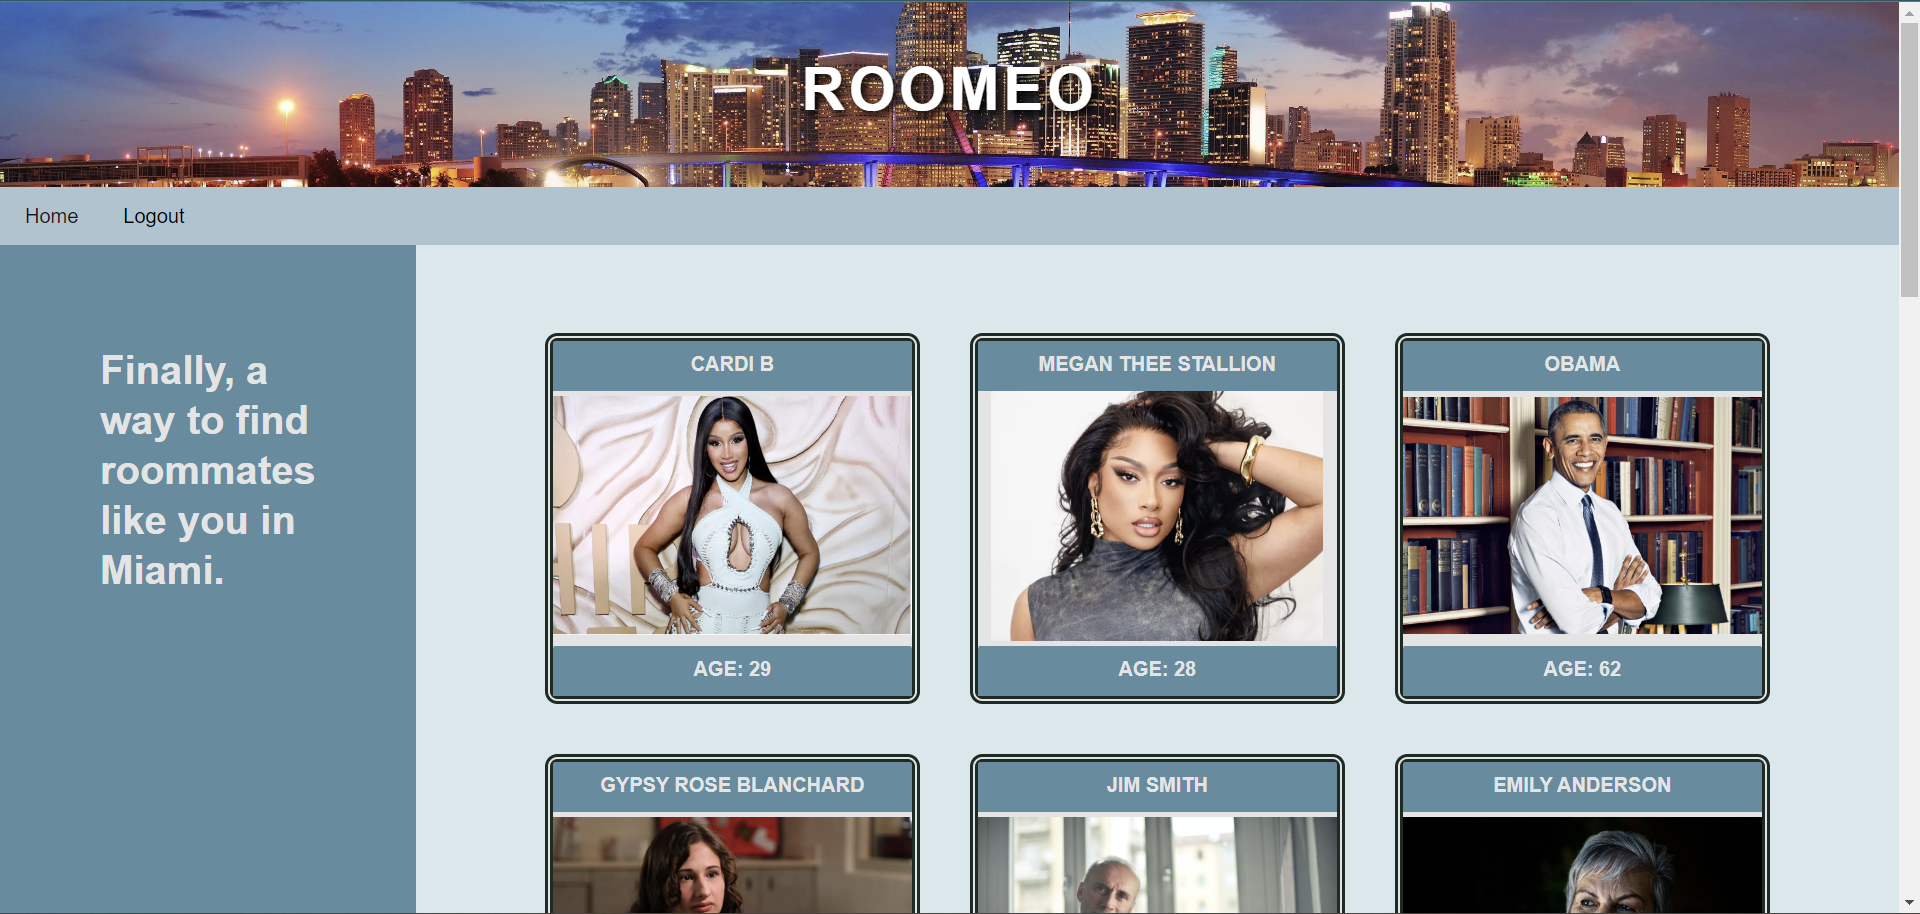 ROOMEO
Home
Logout
Finally, a
way to find
roommates
like you in
Miami.
CARDI B
MEGAN THEE STALLION
OBAMA
AGE: 29
AGE: 28
AGE: 62
GYPSY ROSE BLANCHARD
JIM SMITH
EMILY ANDERSON